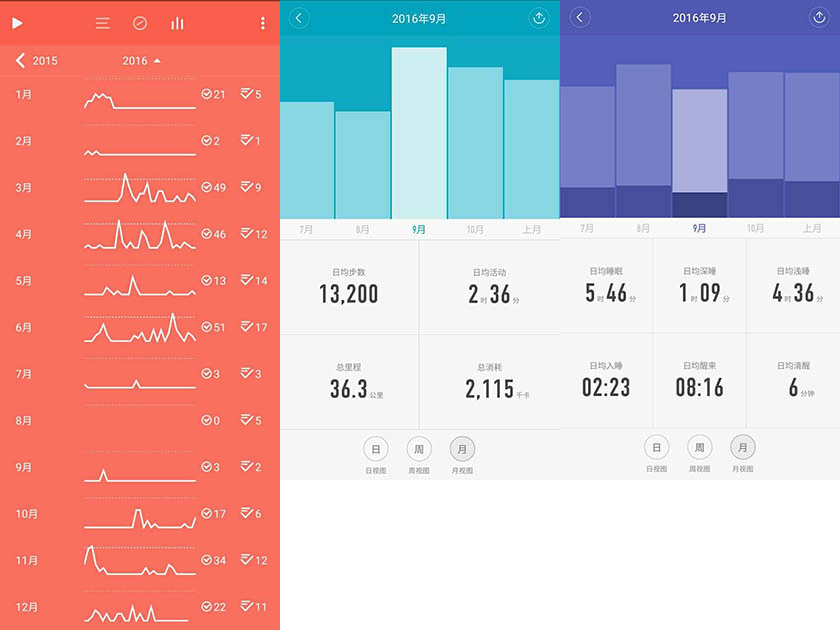 2015
2016
1月 21 5
2月 2 1
3月 49 9
4月 46 12
5月 13 14
6月 51 17
7月 3 3
8月 0 5
9月 3 2
10月 17 6
11月 34 12
12月 22 11
2016年9月
7月 8月 9月 10月 上月
日均步数 日均活动
13,200 2时36分
总里程 总消耗
36.3公里 2,115千卡
日 周 月
日视图 周视图 月视图
2016年9月
7月 8月 9月 10月 上月
日均睡眠 日均深睡 日均浅睡
5时46分 1时09分 4时36分
日均入睡 日均醒来 日均清醒
02:23 08:16 6分钟
日 周 月
日视图 周视图 月视图